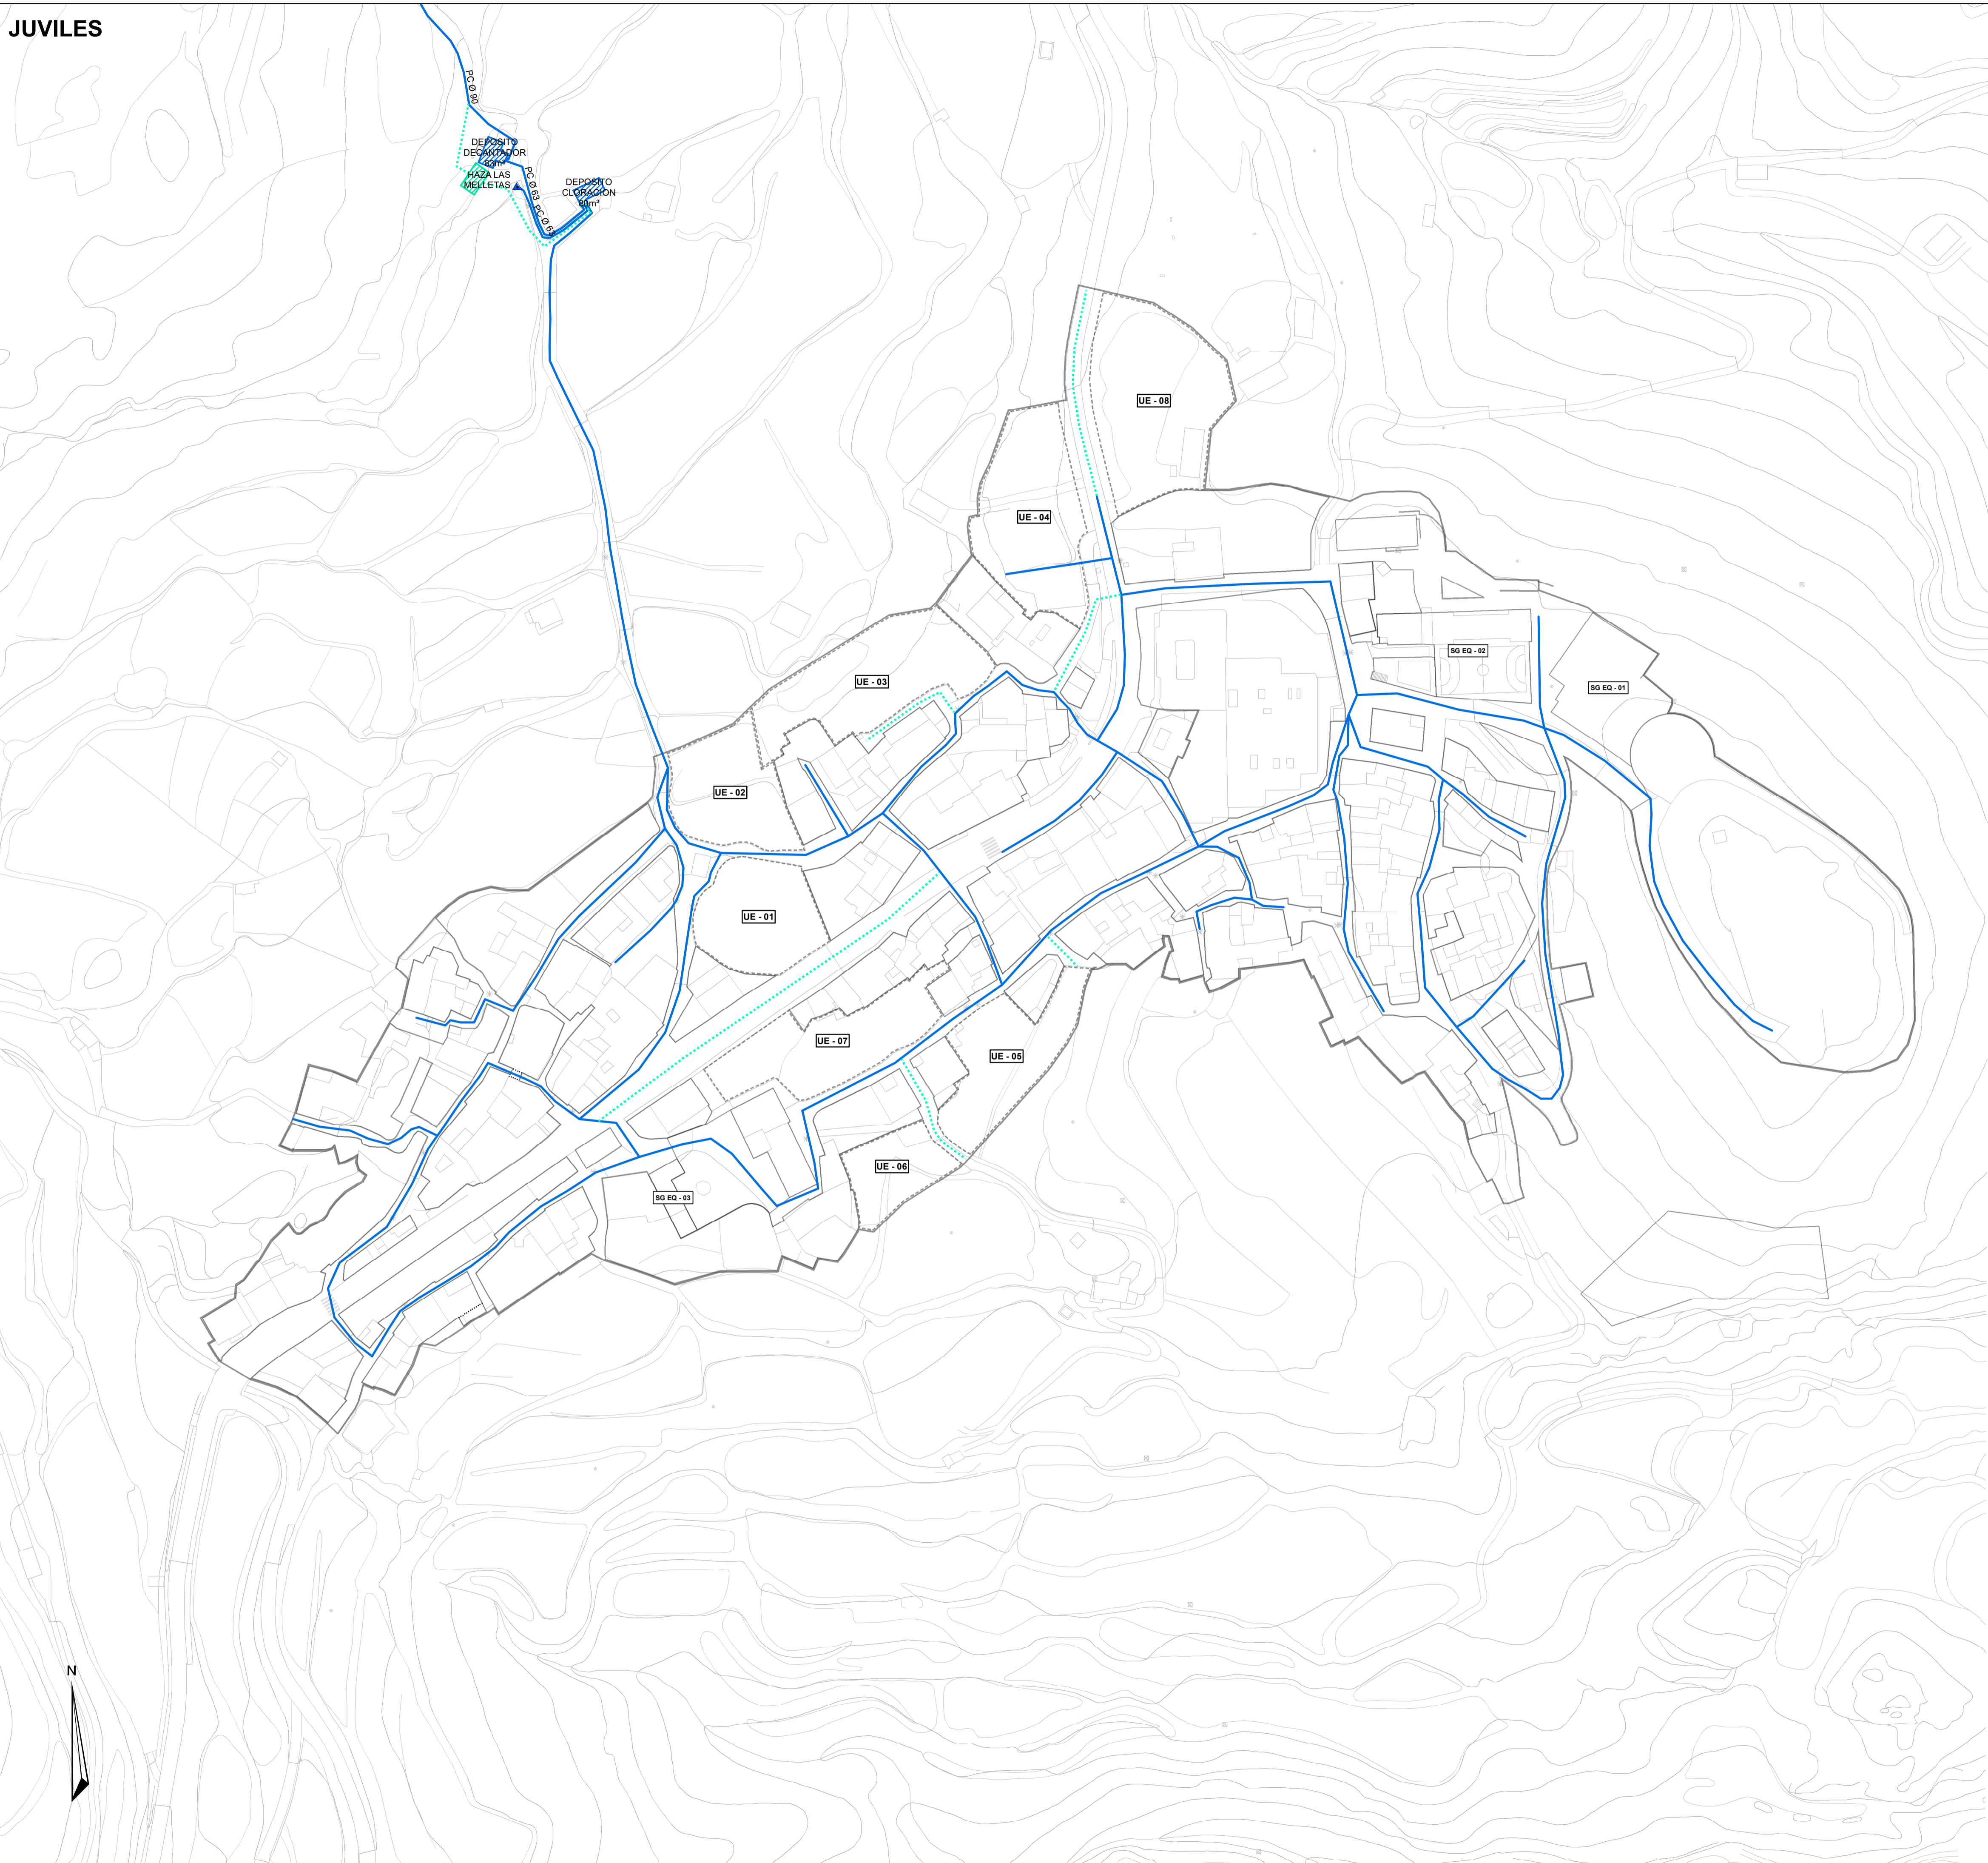 JUVILES
PC Ø 90
DEPOSITO
DECANTADOR
83m³
HAZA LAS
MELLETAS
PC Ø 63
PC Ø 63
DEPOSITO
CLORACION
80m³
UE - 08
UE - 04
SG EQ - 02
UE - 03
SG EQ - 01
UE - 02
UE - 01
UE - 07
UE - 05
UE - 06
SG EQ - 03
N